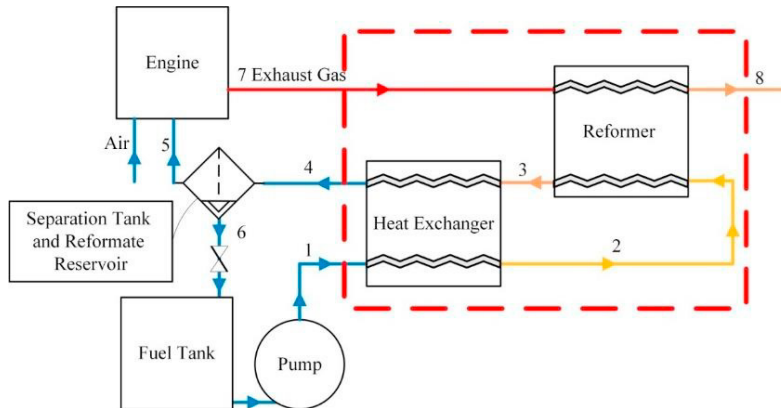 Engine
7 Exhaust Gas
8
Reformer
Air
5
4
3
Separation Tank
and Reformate
Reservoir
6
Heat Exchanger
1
2
Fuel Tank
Pump